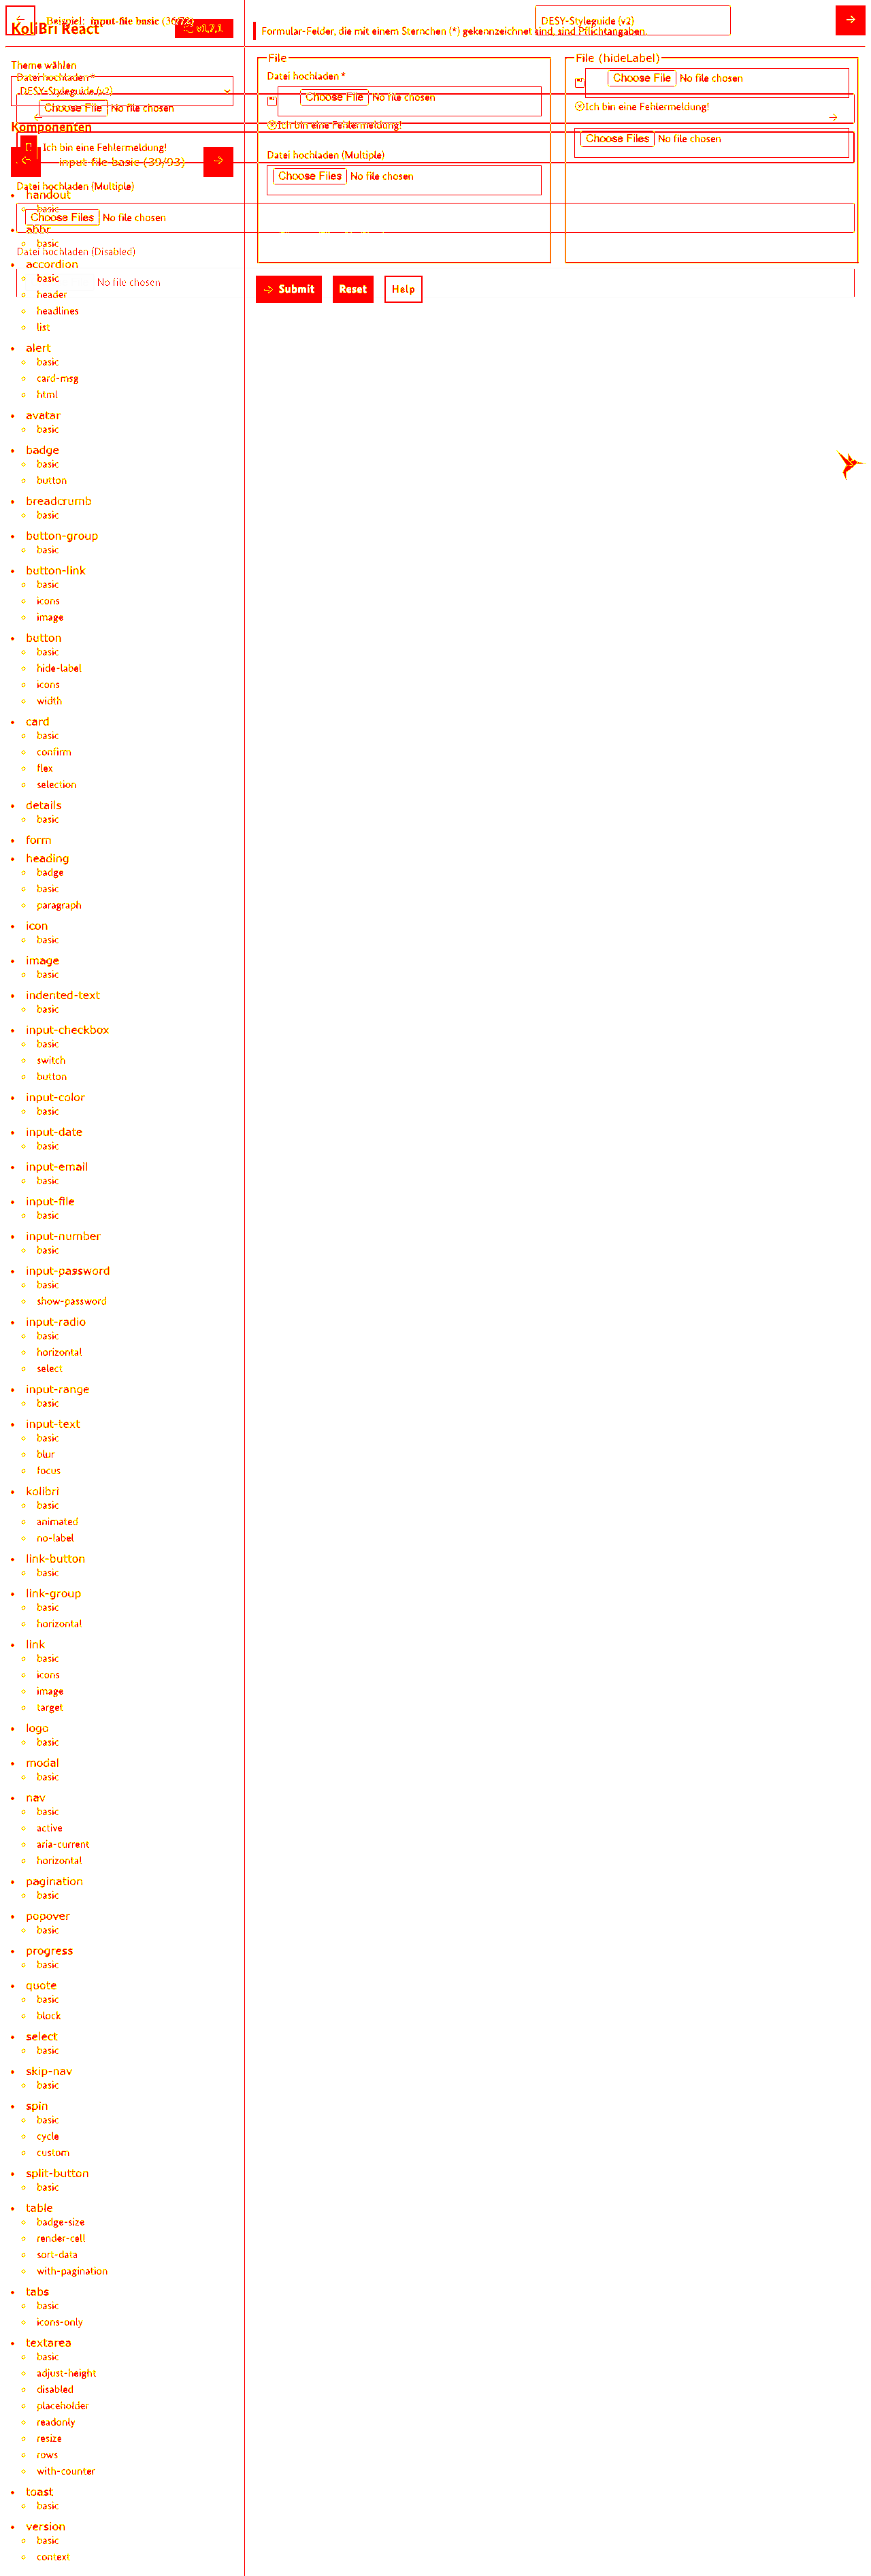 Beispiel: input-file basic (36/72)
KoliBri React
v1.7.1
Formular-Felder, die mit einem Sternchen (*) gekennzeichnet sind, sind Pflichtangaben.
DESY-Styleguide (v2)
Theme wählen
Datei hochladen *
DESY-Styleguide (v2)
Choose File No file chosen
Komponenten
Ich bin eine Fehlermeldung!
input-file basic (39/93)
Datei hochladen (Multiple)
Choose Files No file chosen
Datei hochladen (Disabled)
No file chosen
File
Datei hochladen *
Choose File No file chosen
Ich bin eine Fehlermeldung!
Datei hochladen (Multiple)
Choose Files No file chosen
File (hideLabel)
Choose File No file chosen
Ich bin eine Fehlermeldung!
Choose Files No file chosen
Submit
Reset
Help
handout
basic
abbr
basic
accordion
basic
header
headlines
list
alert
basic
card-msg
html
avatar
basic
badge
basic
button
breadcrumb
basic
button-group
basic
button-link
basic
icons
image
button
basic
hide-label
icons
width
card
basic
confirm
flex
selection
details
basic
form
heading
badge
basic
paragraph
icon
basic
image
basic
indented-text
basic
input-checkbox
basic
switch
button
input-color
basic
input-date
basic
input-email
basic
input-file
basic
input-number
basic
input-password
basic
show-password
input-radio
basic
horizontal
select
input-range
basic
input-text
basic
blur
focus
kolibri
basic
animated
no-label
link-button
basic
link-group
basic
horizontal
link
basic
icons
image
target
logo
basic
modal
basic
nav
basic
active
aria-current
horizontal
pagination
basic
popover
basic
progress
basic
quote
basic
block
select
basic
skip-nav
basic
spin
basic
cycle
custom
split-button
basic
table
badge-size
render-cell
sort-data
with-pagination
tabs
basic
icons-only
textarea
basic
adjust-height
disabled
placeholder
readonly
resize
rows
with-counter
toast
basic
version
basic
context